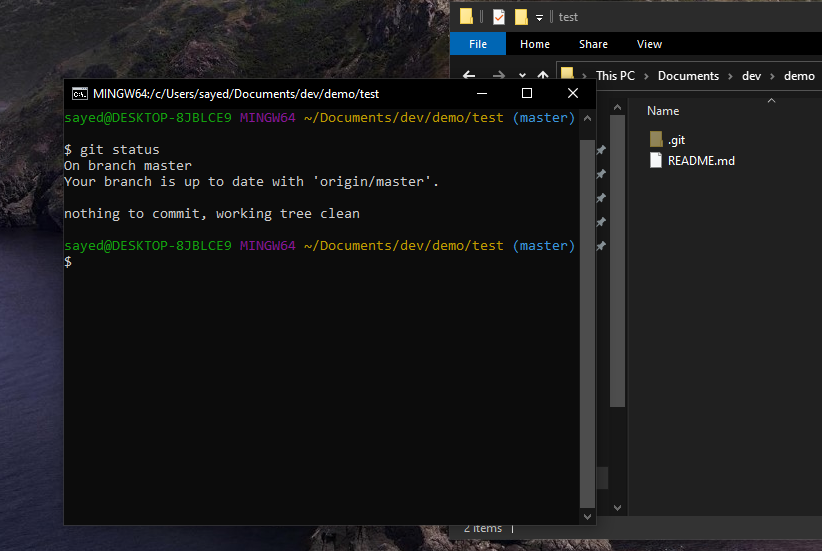 test
File Home Share View
This PC > Documents > dev > demo
Name
.git
README.md
2 items
MINGW64:/c/Users/sayed/Documents/dev/demo/test
sayed@DESKTOP-8JBLCE9 MINGW64 ~/Documents/dev/demo/test (master)
$ git status
On branch master
Your branch is up to date with 'origin/master'.
nothing to commit, working tree clean
sayed@DESKTOP-8JBLCE9 MINGW64 ~/Documents/dev/demo/test (master)
$